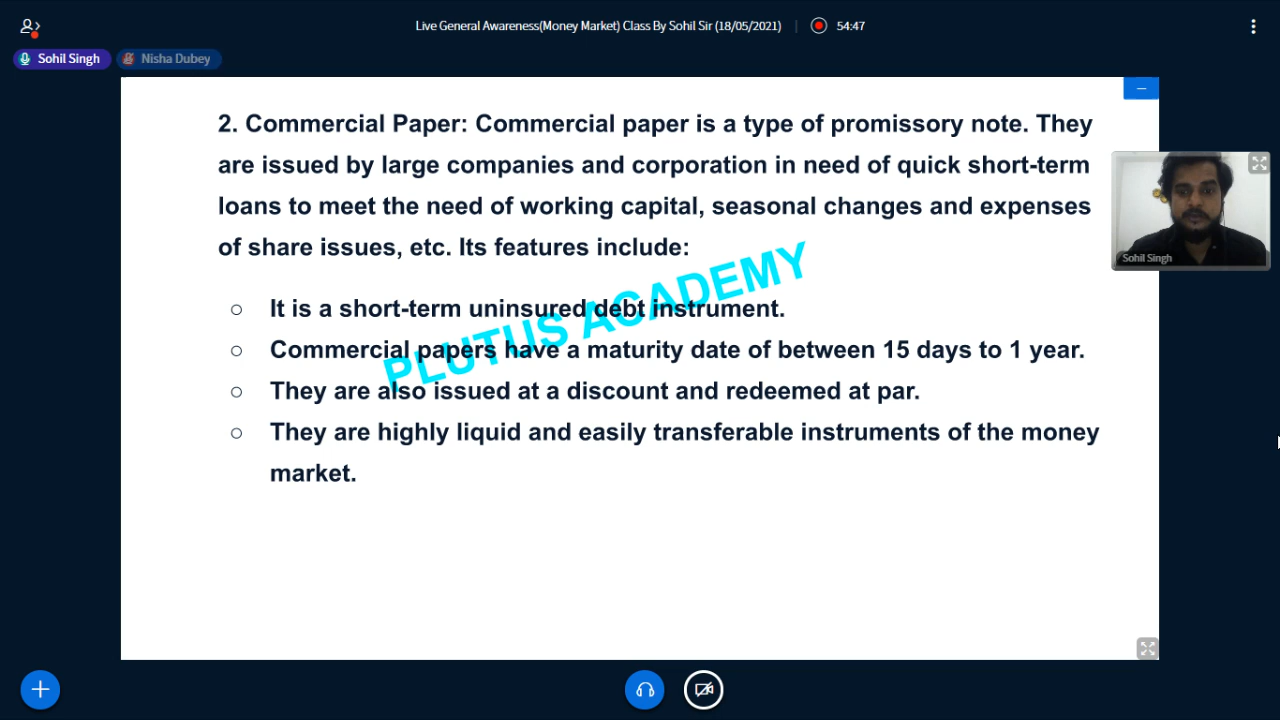 Live General Awareness(Money Market) Class By Sohil Sir (18/05/2021)
54:47
Sohil Singh
Nisha Dubey
2. Commercial Paper: Commercial paper is a type of promissory note. They
are issued by large companies and corporation in need of quick short-term
loans to meet the need of working capital, seasonal changes and expenses
of share issues, etc. Its features include:
○ It is a short-term uninsured debt instrument.
○ Commercial papers have a maturity date of between 15 days to 1 year.
○ They are also issued at a discount and redeemed at par.
○ They are highly liquid and easily transferable instruments of the money
market.
PLUTUS ACADEMY
Sohil Singh